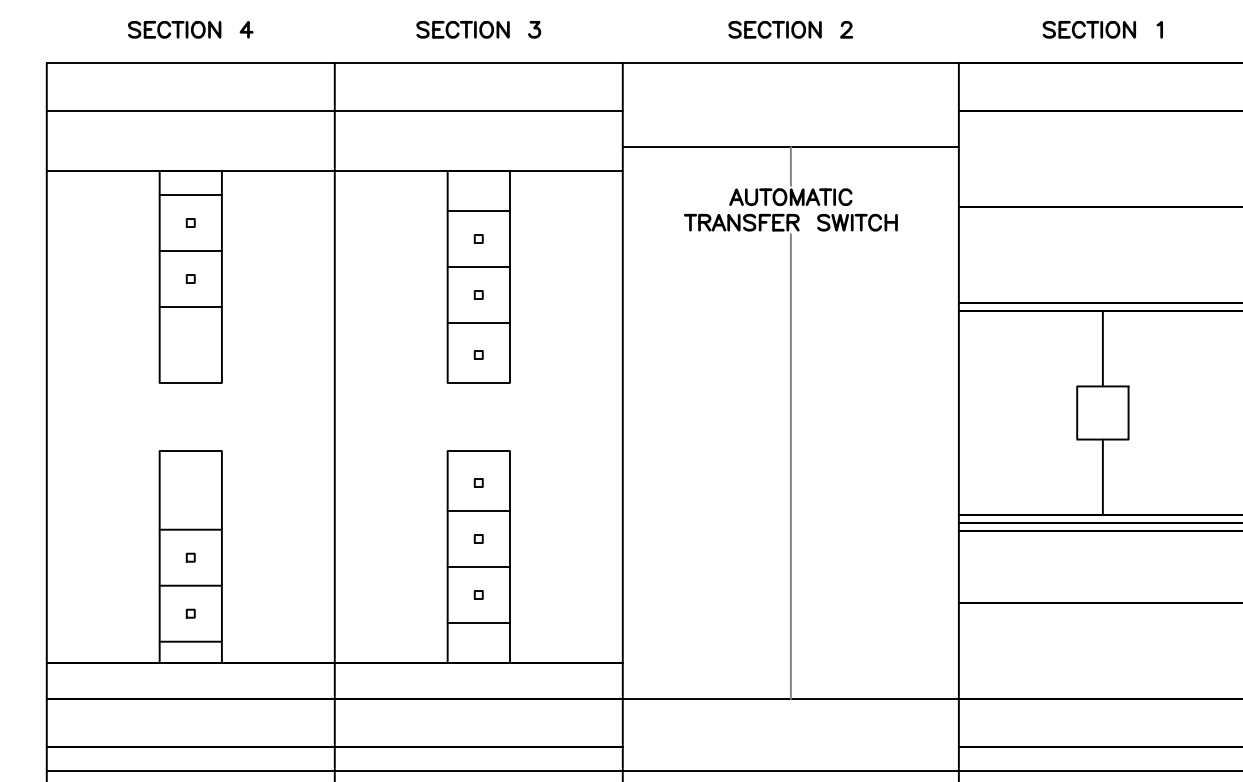 SECTION 4
SECTION 3
SECTION 2
SECTION 1
AUTOMATIC
TRANSFER SWITCH